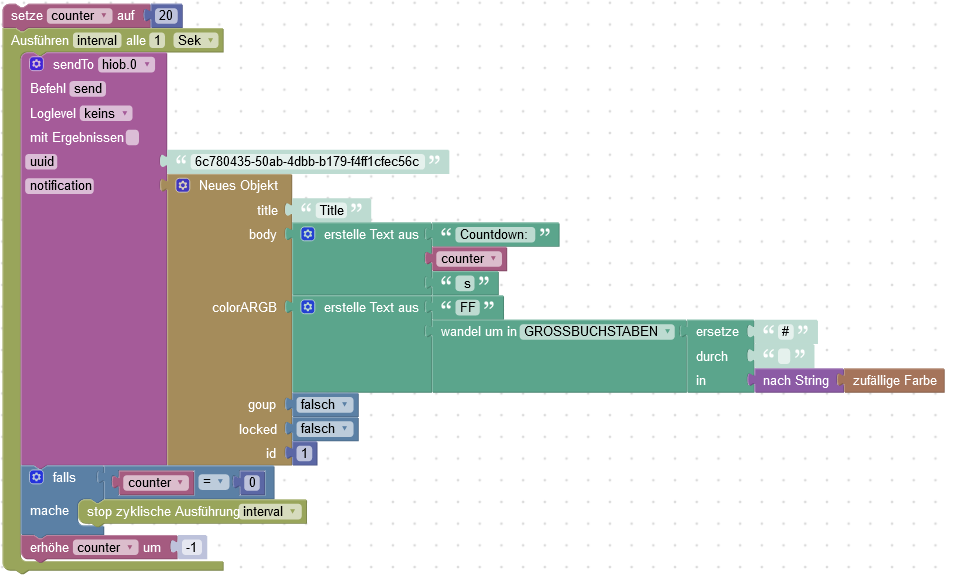 setze counter auf 20
Ausführen interval alle 1 Sek
sendTo hiob.0
Befehl send
Loglevel keins
mit Ergebnissen
uuid “ 6c780435-50ab-4dbb-b179-f4ff1cfec56c ”
notification Neues Objekt
title “ Title ”
body erstelle Text aus “ Countdown: ”
counter
“ s ”
colorARGB erstelle Text aus “ FF ”
wandel um in GROSSBUCHSTABEN ersetze “ # ”
durch “ ”
in nach String zufällige Farbe
goup falsch
locked falsch
id 1
falls counter = 0
mache stop zyklische Ausführung interval
erhöhe counter um -1